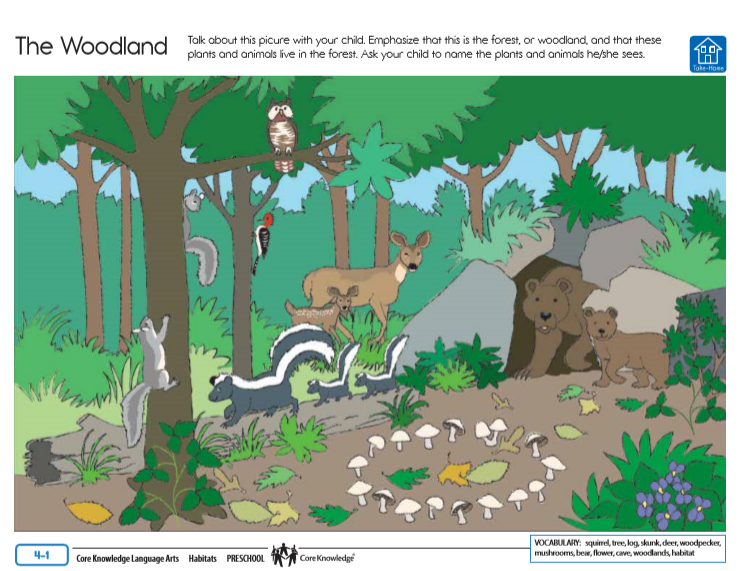 The Woodland
Talk about this picure with your child. Emphasize that this is the forest, or woodland, and that these
plants and animals live in the forest. Ask your child to name the plants and animals he/she sees.
Take-Home
4-1
Core Knowledge Language Arts Habitats PRESCHOOL CoreKnowledge®
VOCABULARY: squirrel, tree, log, skunk, deer, woodpecker,
mushrooms, bear, flower, cave, woodlands, habitat